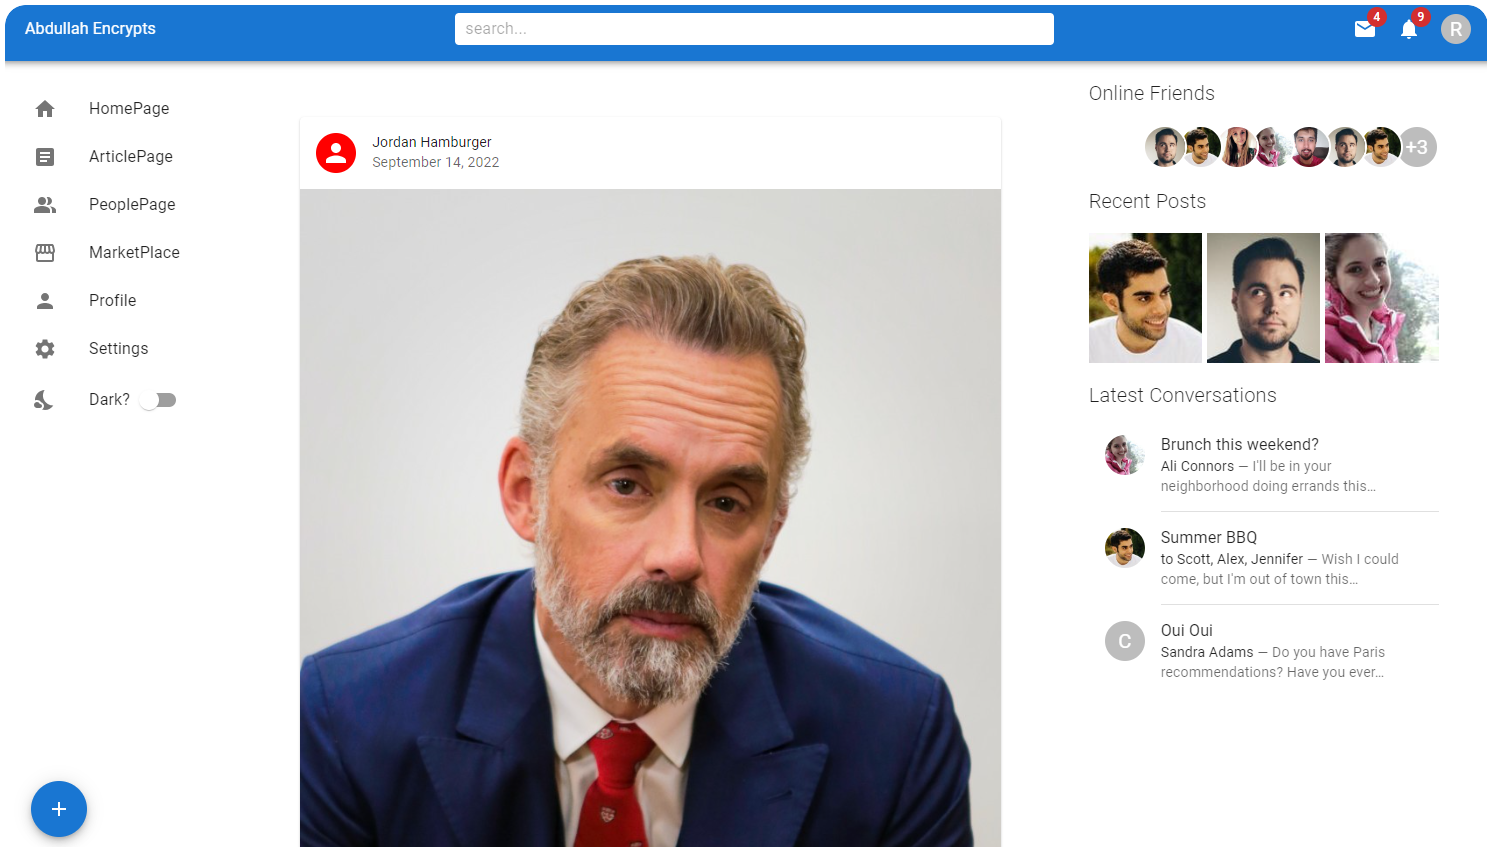 Abdullah Encrypts
search...
4
9
R
HomePage
ArticlePage
PeoplePage
MarketPlace
Profile
Settings
Dark?
Jordan Hamburger
September 14, 2022
Online Friends
+3
Recent Posts
Latest Conversations
Brunch this weekend?
Ali Connors — I'll be in your
neighborhood doing errands this…
Summer BBQ
to Scott, Alex, Jennifer — Wish I could
come, but I'm out of town this…
C
Oui Oui
Sandra Adams — Do you have Paris
recommendations? Have you ever…